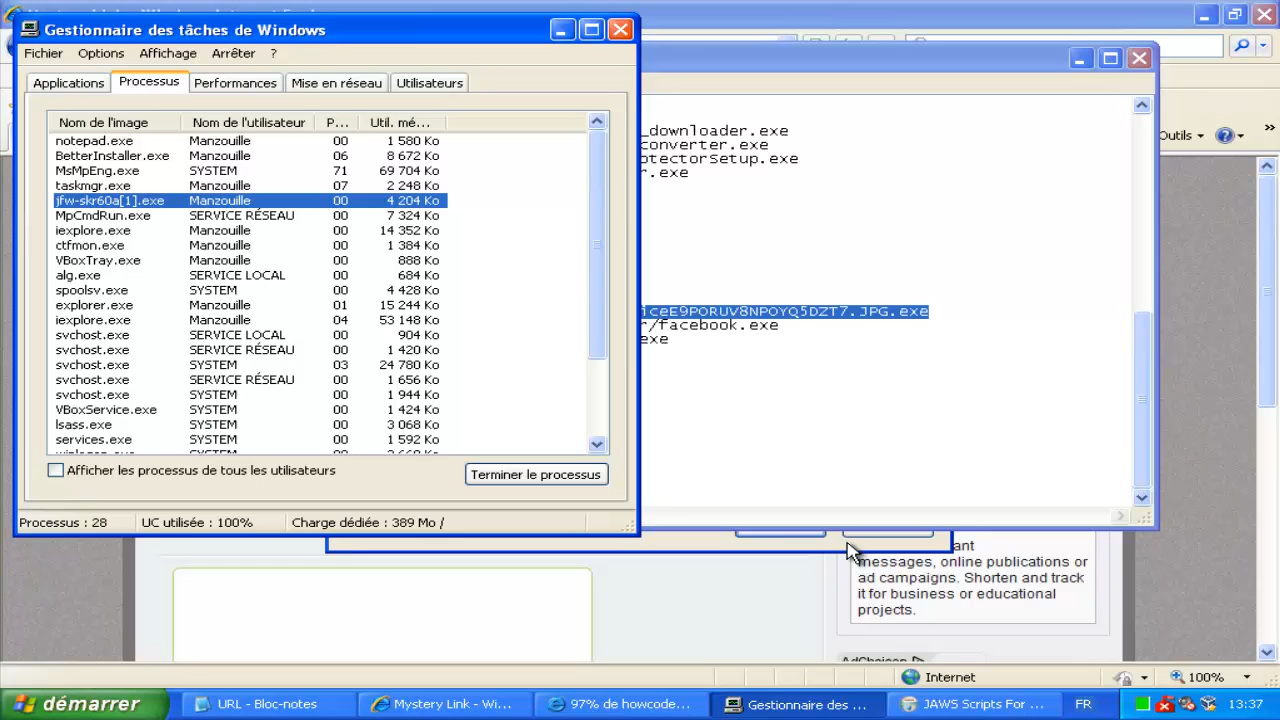 Gestionnaire des tâches de Windows
Fichier Options Affichage Arrêter ?
Applications Processus Performances Mise en réseau Utilisateurs
Nom de l'image Nom de l'utilisateur P... Util. mé...
notepad.exe Manzouille 00 1 580 Ko
BetterInstaller.exe Manzouille 06 8 672 Ko
MsMpEng.exe SYSTEM 71 69 704 Ko
taskmgr.exe Manzouille 07 2 248 Ko
jfw-skr60a[1].exe Manzouille 00 4 204 Ko
MpCmdRun.exe SERVICE RÉSEAU 00 7 324 Ko
iexplore.exe Manzouille 00 14 352 Ko
ctfmon.exe Manzouille 00 1 384 Ko
VBoxTray.exe Manzouille 00 888 Ko
alg.exe SERVICE LOCAL 00 684 Ko
spoolsv.exe SYSTEM 00 4 428 Ko
explorer.exe Manzouille 01 15 244 Ko
iexplore.exe Manzouille 04 53 148 Ko
svchost.exe SERVICE LOCAL 00 904 Ko
svchost.exe SERVICE RÉSEAU 00 1 420 Ko
svchost.exe SYSTEM 03 24 780 Ko
svchost.exe SERVICE RÉSEAU 00 1 656 Ko
svchost.exe SYSTEM 00 1 944 Ko
VBoxService.exe SYSTEM 00 1 424 Ko
lsass.exe SYSTEM 00 3 068 Ko
services.exe SYSTEM 00 1 592 Ko
Afficher les processus de tous les utilisateurs
Terminer le processus
Processus : 28 UC utilisée : 100% Charge dédiée : 389 Mo /
_downloader.exe
converter.exe
otectorSetup.exe
r.exe
iceE9PORUV8NPOYQ5DZT7.JPG.exe
r/facebook.exe
exe
Outils
ant
messages, online publications or
ad campaigns. Shorten and track
it for business or educational
projects.
AdChoices
Internet 100%
démarrer URL - Bloc-notes Mystery Link - Wi... 97% de howcode... Gestionnaire des ... JAWS Scripts For ... FR 13:37